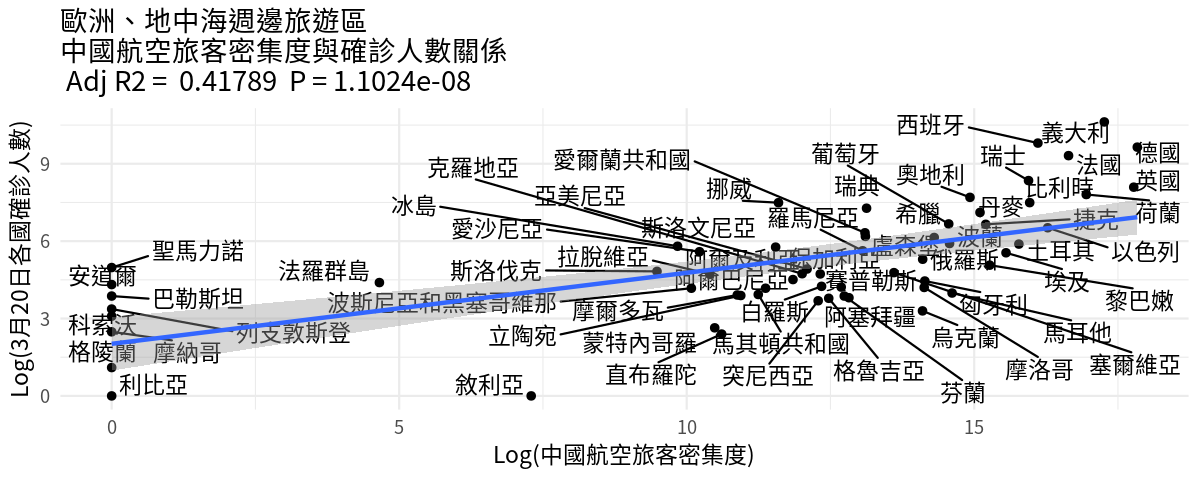 歐洲、地中海週邊旅遊區
中國航空旅客密集度與確診人數關係
Adj R2 = 0.41789 P = 1.1024e-08
Log(3月20日各國確診人數)
9
6
3
0
西班牙
義大利
德國
葡萄牙
瑞士
法國
克羅地亞
愛爾蘭共和國
奧地利
英國
挪威
瑞典
比利時
亞美尼亞
冰島
丹麥
荷蘭
羅馬尼亞
希臘
捷克
愛沙尼亞
斯洛文尼亞
波蘭
聖馬力諾
拉脫維亞
土耳其
以色列
安道爾
法羅群島
斯洛伐克
俄羅斯
阿爾巴尼亞
賽普勒斯
埃及
巴勒斯坦
波斯尼亞和黑塞哥維那
黎巴嫩
摩爾多瓦
白羅斯
阿塞拜疆
匈牙利
科索沃
列支敦斯登
立陶宛
烏克蘭
馬耳他
格陵蘭
摩納哥
蒙特內哥羅
馬其頓共和國
塞爾維亞
直布羅陀
突尼西亞
格魯吉亞
摩洛哥
利比亞
敘利亞
芬蘭
0
5
10
15
Log(中國航空旅客密集度)